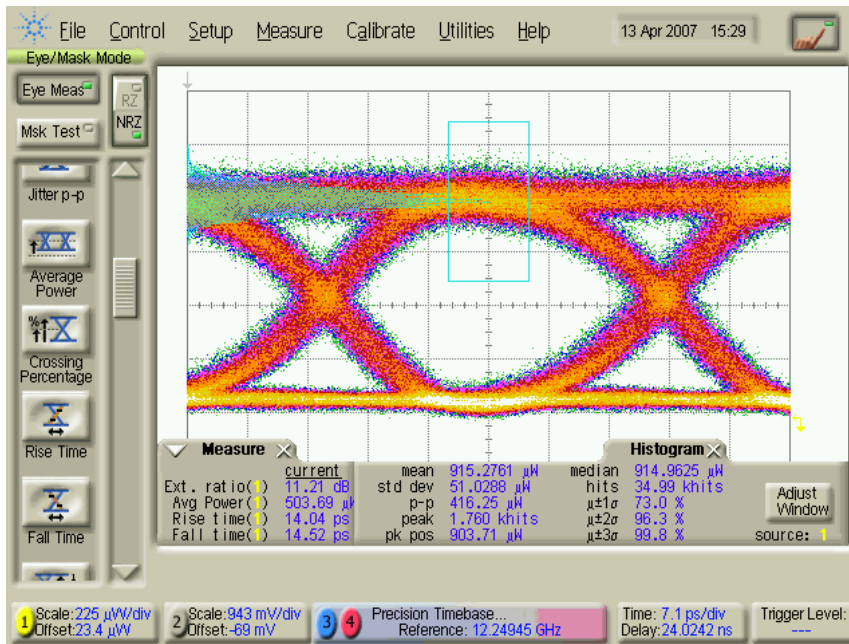 File Control Setup Measure Calibrate Utilities Help 13 Apr 2007 15:29
Eye/Mask Mode
Eye Meas
RZ
NRZ
Msk Test
Jitter p-p
Average
Power
Crossing
Percentage
Rise Time
Fall Time
Measure
current
Ext. ratio(1) 11.21 dB
Avg Power(1) 503.69 µW
Rise time(1) 14.04 ps
Fall time(1) 14.52 ps
mean 915.2761 µW
std dev 51.0288 µW
p-p 416.25 µW
peak 1.760 khits
pk pos 903.71 µW
Histogram
median 914.9625 µW
hits 34.99 khits
µ±1σ 73.0 %
µ±2σ 96.3 %
µ±3σ 99.8 %
Adjust
Window
source: 1
1 Scale:225 µW/div
Offset:23.4 µW
2 Scale:943 mV/div
Offset:-69 mV
3 4 Precision Timebase...
Reference: 12.24945 GHz
Time: 7.1 ps/div
Delay:24.0242 ns
Trigger Level:
---